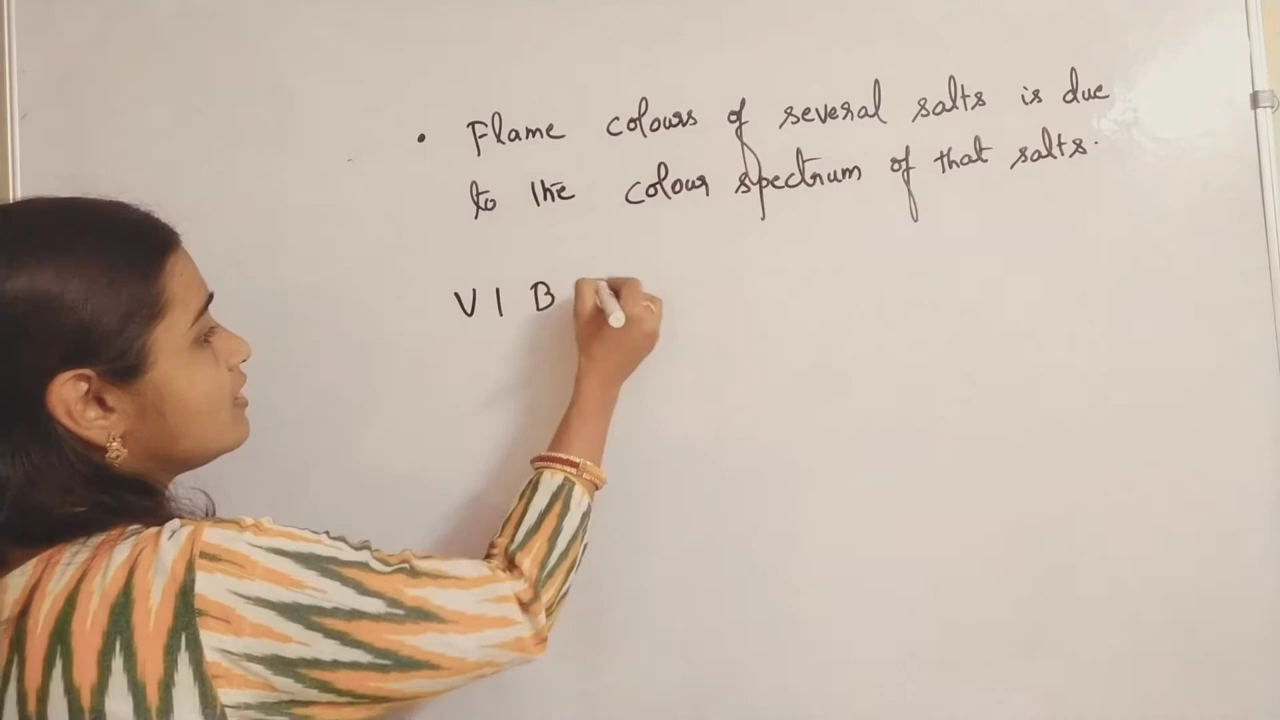 • Flame colours of several salts is due
to the colour spectrum of that salts.
V I B